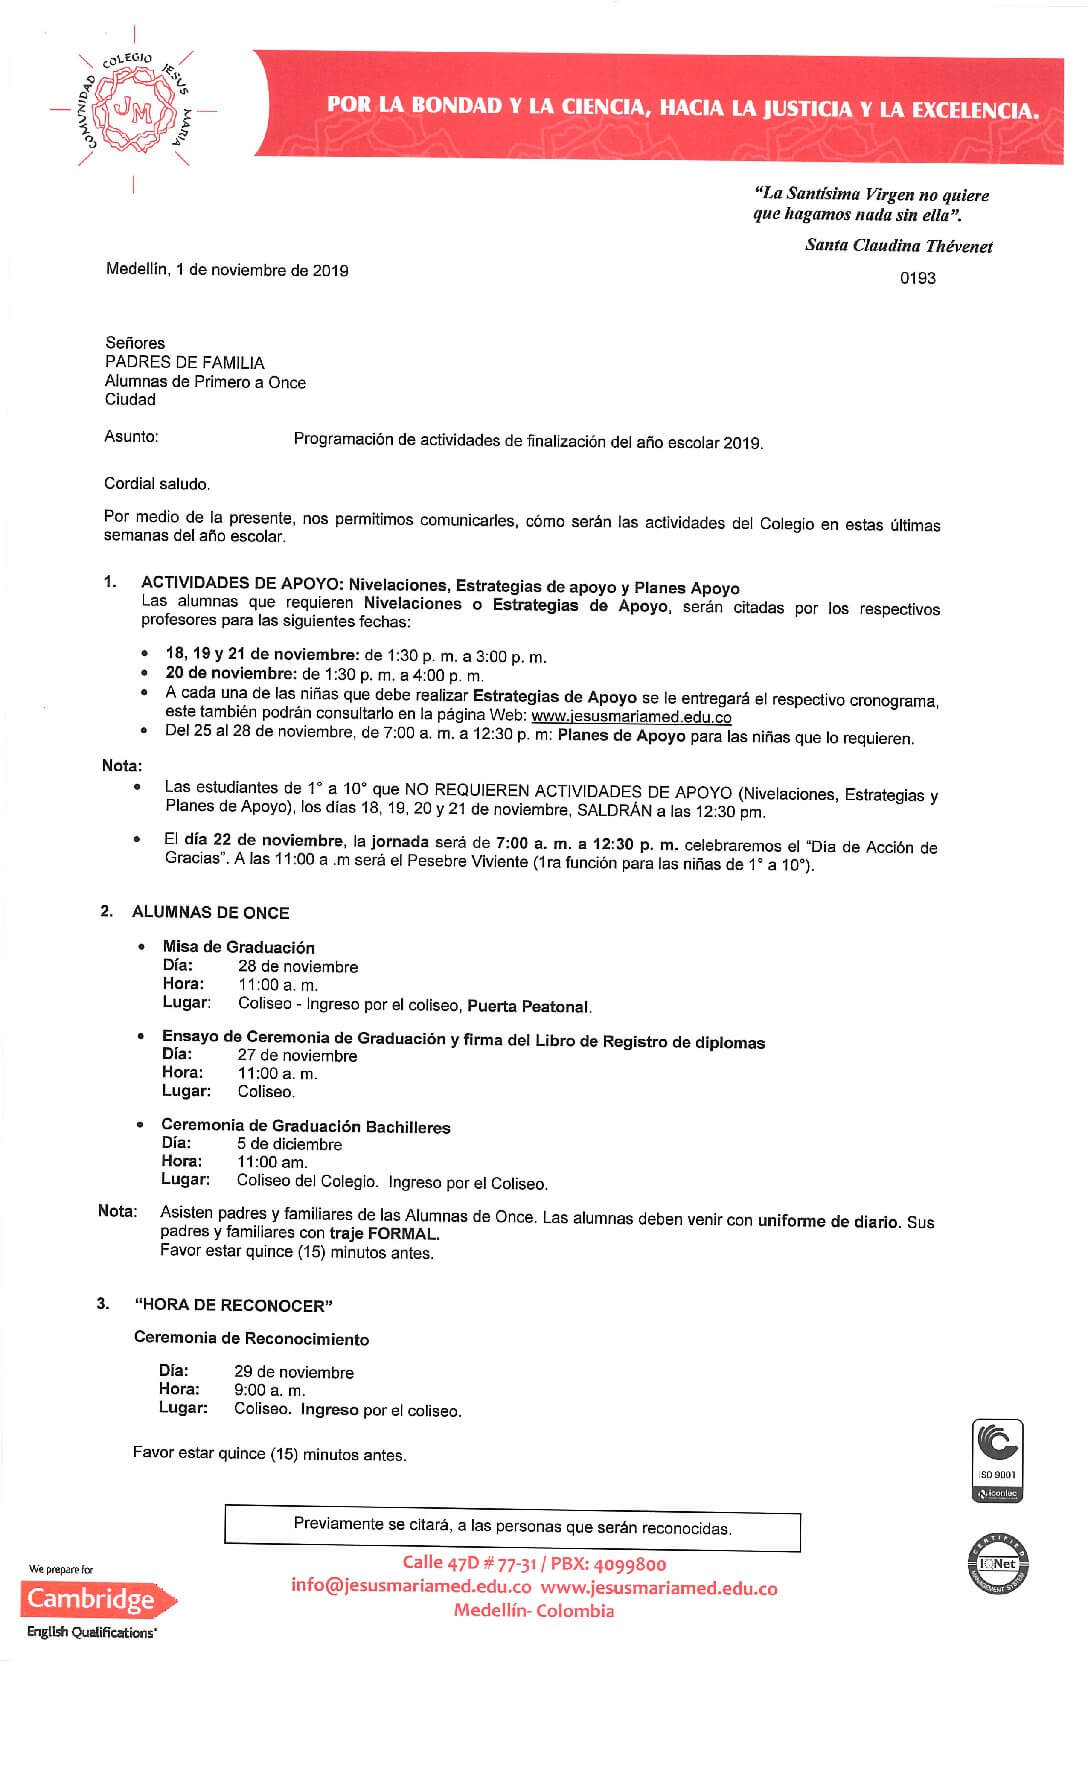 COMUNIDAD COLEGIO JESUS MARIA
JM
POR LA BONDAD Y LA CIENCIA, HACIA LA JUSTICIA Y LA EXCELENCIA.
“La Santísima Virgen no quiere
que hagamos nada sin ella”.
Santa Claudina Thévenet
Medellín, 1 de noviembre de 2019
0193
Señores
PADRES DE FAMILIA
Alumnas de Primero a Once
Ciudad
Asunto: Programación de actividades de finalización del año escolar 2019.
Cordial saludo.
Por medio de la presente, nos permitimos comunicarles, cómo serán las actividades del Colegio en estas últimas
semanas del año escolar.
1. ACTIVIDADES DE APOYO: Nivelaciones, Estrategias de apoyo y Planes Apoyo
Las alumnas que requieren Nivelaciones o Estrategias de Apoyo, serán citadas por los respectivos
profesores para las siguientes fechas:
• 18, 19 y 21 de noviembre: de 1:30 p. m. a 3:00 p. m.
• 20 de noviembre: de 1:30 p. m. a 4:00 p. m.
• A cada una de las niñas que debe realizar Estrategias de Apoyo se le entregará el respectivo cronograma,
este también podrán consultarlo en la página Web: www.jesusmariamed.edu.co
• Del 25 al 28 de noviembre, de 7:00 a. m. a 12:30 p. m: Planes de Apoyo para las niñas que lo requieren.
Nota:
• Las estudiantes de 1° a 10° que NO REQUIEREN ACTIVIDADES DE APOYO (Nivelaciones, Estrategias y
Planes de Apoyo), los días 18, 19, 20 y 21 de noviembre, SALDRÁN a las 12:30 pm.
• El día 22 de noviembre, la jornada será de 7:00 a. m. a 12:30 p. m. celebraremos el “Día de Acción de
Gracias”. A las 11:00 a .m será el Pesebre Viviente (1ra función para las niñas de 1° a 10°).
2. ALUMNAS DE ONCE
• Misa de Graduación
Día: 28 de noviembre
Hora: 11:00 a. m.
Lugar: Coliseo - Ingreso por el coliseo, Puerta Peatonal.
• Ensayo de Ceremonia de Graduación y firma del Libro de Registro de diplomas
Día: 27 de noviembre
Hora: 11:00 a. m.
Lugar: Coliseo.
• Ceremonia de Graduación Bachilleres
Día: 5 de diciembre
Hora: 11:00 am.
Lugar: Coliseo del Colegio. Ingreso por el Coliseo.
Nota: Asisten padres y familiares de las Alumnas de Once. Las alumnas deben venir con uniforme de diario. Sus
padres y familiares con traje FORMAL.
Favor estar quince (15) minutos antes.
3. “HORA DE RECONOCER”
Ceremonia de Reconocimiento
Día: 29 de noviembre
Hora: 9:00 a. m.
Lugar: Coliseo. Ingreso por el coliseo.
Favor estar quince (15) minutos antes.
ISO 9001
icontec
Previamente se citará, a las personas que serán reconocidas.
CERTIFIED
IQNet
MANAGEMENT SYSTEM
Calle 47D # 77-31 / PBX: 4099800
info@jesusmariamed.edu.co www.jesusmariamed.edu.co
Medellín- Colombia
We prepare for
Cambridge
English Qualifications